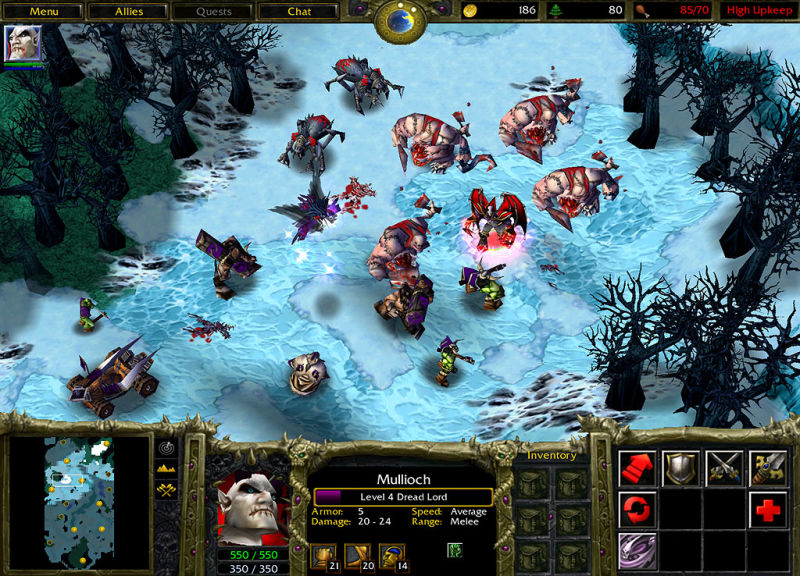 Menu
Allies
Quests
Chat
186
80
85/70
High Upkeep
Mullioch
Level 4 Dread Lord
Armor: 5 Speed: Average
Damage: 20 - 24 Range: Melee
21
20
14
550 / 550
350 / 350
Inventory